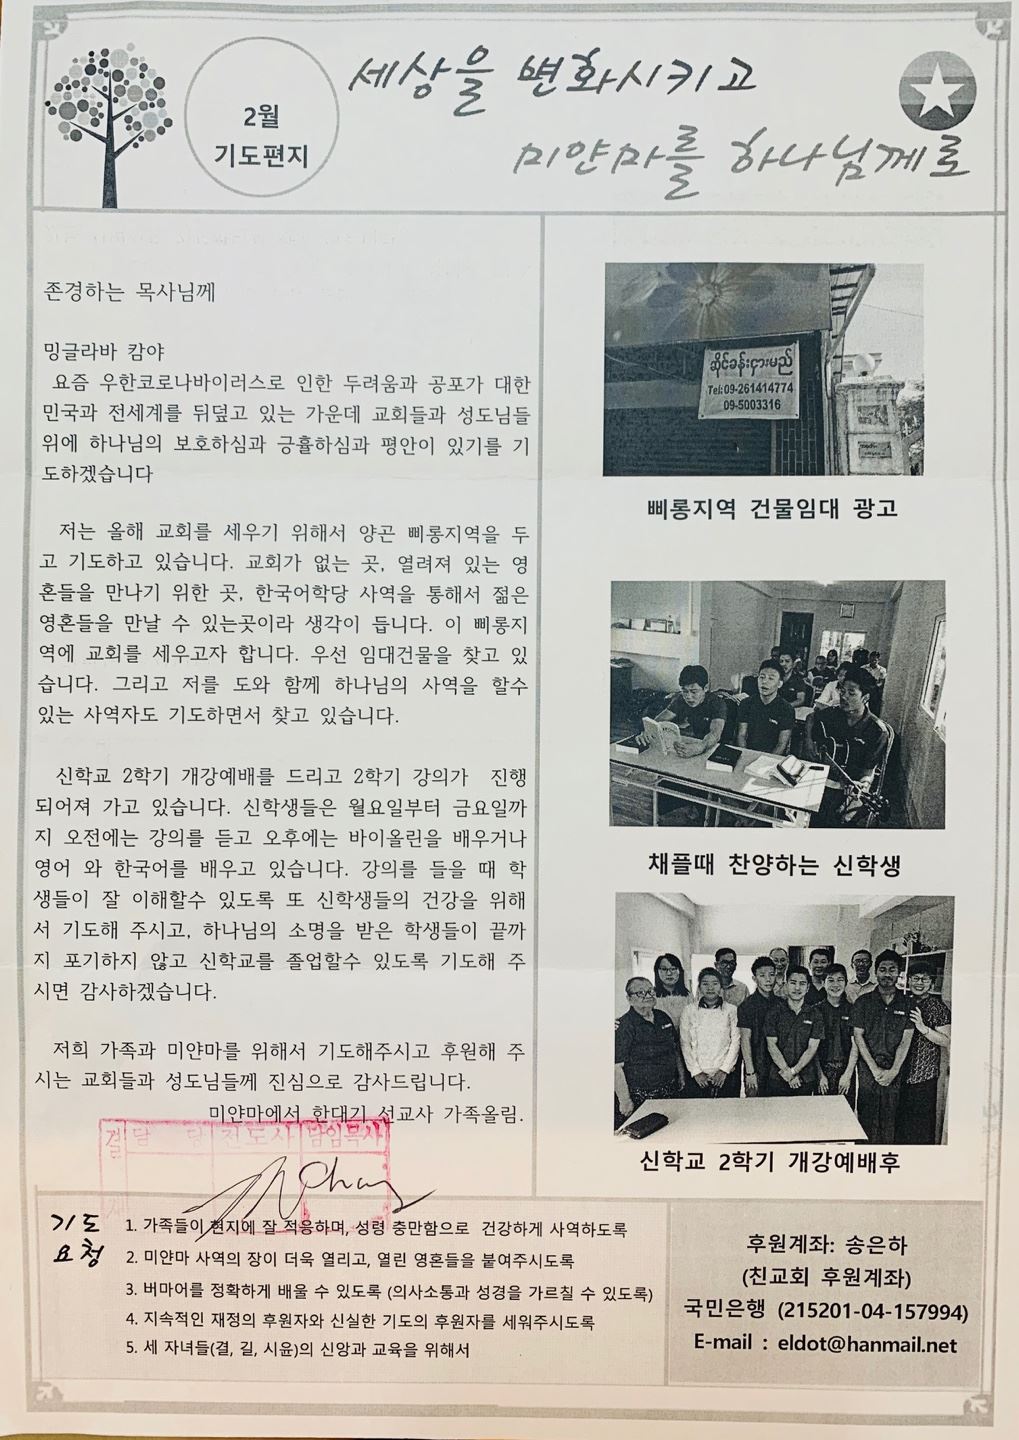 2월
기도편지
세상을 변화시키고
미얀마를 하나님께로
존경하는 목사님께
밍글라바 캄야
요즘 우한코로나바이러스로 인한 두려움과 공포가 대한
민국과 전세계를 뒤덮고 있는 가운데 교회들과 성도님들
위에 하나님의 보호하심과 긍휼하심과 평안이 있기를 기
도하겠습니다
저는 올해 교회를 세우기 위해서 양곤 삐롱지역을 두
고 기도하고 있습니다. 교회가 없는 곳, 열려져 있는 영
혼들을 만나기 위한 곳, 한국어학당 사역을 통해서 젊은
영혼들을 만날 수 있는곳이라 생각이 듭니다. 이 삐롱지
역에 교회를 세우고자 합니다. 우선 임대건물을 찾고 있
습니다. 그리고 저를 도와 함께 하나님의 사역을 할수
있는 사역자도 기도하면서 찾고 있습니다.
신학교 2학기 개강예배를 드리고 2학기 강의가 진행
되어져 가고 있습니다. 신학생들은 월요일부터 금요일까
지 오전에는 강의를 듣고 오후에는 바이올린을 배우거나
영어 와 한국어를 배우고 있습니다. 강의를 들을 때 학
생들이 잘 이해할수 있도록 또 신학생들의 건강을 위해
서 기도해 주시고, 하나님의 소명을 받은 학생들이 끝까
지 포기하지 않고 신학교를 졸업할수 있도록 기도해 주
시면 감사하겠습니다.
저희 가족과 미얀마를 위해서 기도해주시고 후원해 주
시는 교회들과 성도님들께 진심으로 감사드립니다.
미얀마에서 한대기 선교사 가족올림.
결 담 당 전도사 담임목사
재
ဆိုင်ခန်းငှားမည်
Tel:09-261414774
09-5003316
삐롱지역 건물임대 광고
채플때 찬양하는 신학생
신학교 2학기 개강예배후
기도
요청
1. 가족들이 현지에 잘 적응하며, 성령 충만함으로 건강하게 사역하도록
2. 미얀마 사역의 장이 더욱 열리고, 열린 영혼들을 붙여주시도록
3. 버마어를 정확하게 배울 수 있도록 (의사소통과 성경을 가르칠 수 있도록)
4. 지속적인 재정의 후원자와 신실한 기도의 후원자를 세워주시도록
5. 세 자녀들(결, 길, 시윤)의 신앙과 교육을 위해서
후원계좌: 송은하
(친교회 후원계좌)
국민은행 (215201-04-157994)
E-mail : eldot@hanmail.net